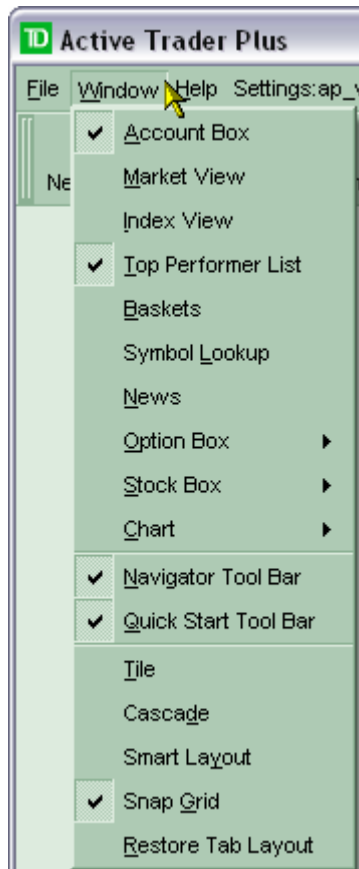 TD Active Trader Plus
File Window Help Settings:ap_
Ne
Account Box
Market View
Index View
Top Performer List
Baskets
Symbol Lookup
News
Option Box
Stock Box
Chart
Navigator Tool Bar
Quick Start Tool Bar
Tile
Cascade
Smart Layout
Snap Grid
Restore Tab Layout